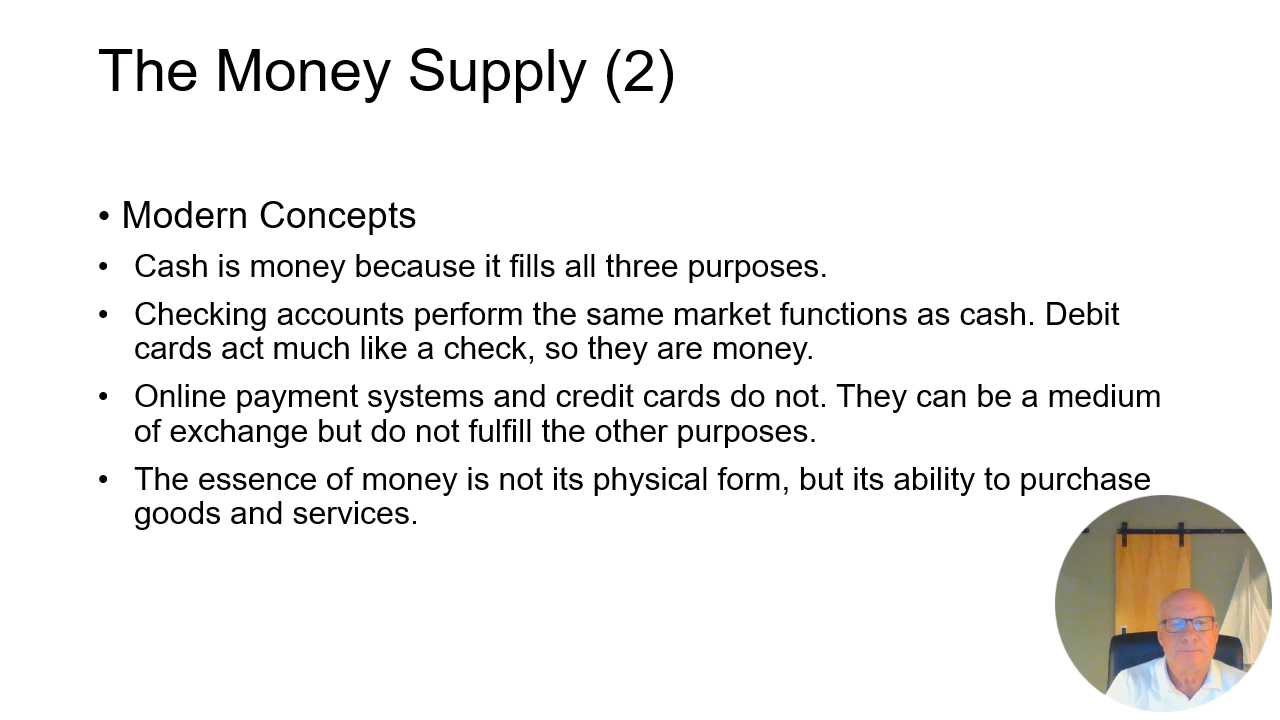 The Money Supply (2)
• Modern Concepts
• Cash is money because it fills all three purposes.
• Checking accounts perform the same market functions as cash. Debit
cards act much like a check, so they are money.
• Online payment systems and credit cards do not. They can be a medium
of exchange but do not fulfill the other purposes.
• The essence of money is not its physical form, but its ability to purchase
goods and services.